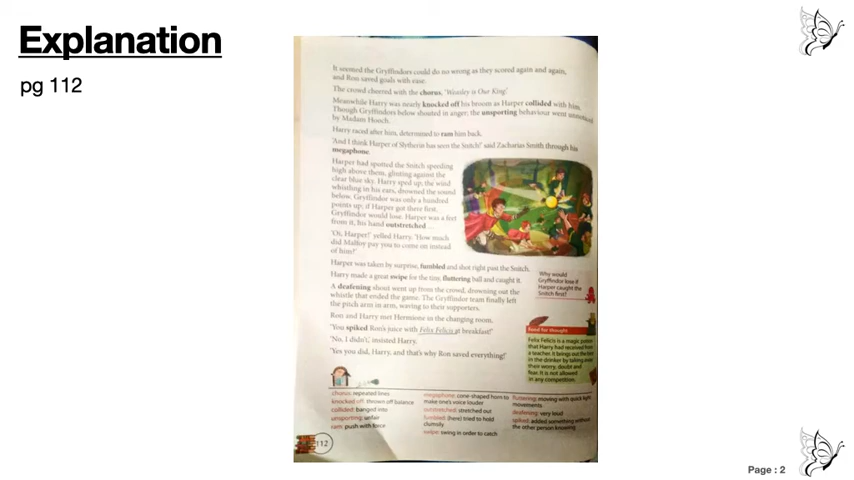 Explanation
pg 112
It seemed the Gryffindors could do no wrong as they scored again and again,
and Ron saved goals with ease.
The crowd cheered with the chorus, 'Weasley is Our King.'
Meanwhile Harry was nearly knocked off his broom as Harper collided with him.
Though Gryffindors below shouted in anger; the unsporting behaviour went unnoticed
by Madam Hooch.
Harry raced after him, determined to ram him back.
'And I think Harper of Slytherin has seen the Snitch!' said Zacharias Smith through his
megaphone.
Harper had spotted the Snitch speeding
high above them, glinting against the
clear blue sky. Harry sped up; the wind
whistling in his ears, drowned the sound
below. Gryffindor was only a hundred
points up; if Harper got there first,
Gryffindor would lose. Harper was a feet
from it, his hand outstretched ...
'Oi, Harper!' yelled Harry. 'How much
did Malfoy pay you to come on instead
of him?'
Harper was taken by surprise, fumbled and shot right past the Snitch.
Harry made a great swipe for the tiny, fluttering ball and caught it.
A deafening shout went up from the crowd, drowning out the
whistle that ended the game. The Gryffindor team finally left
the pitch arm in arm, waving to their supporters.
Ron and Harry met Hermione in the changing room.
'You spiked Ron's juice with Felix Felicis at breakfast!'
'No, I didn't,' insisted Harry.
'Yes you did, Harry, and that's why Ron saved everything!'
Why would
Gryffindor lose if
Harper caught the
Snitch first?
Food for thought
Felix Felicis is a magic potion
that Harry had received from
a teacher. It brings out the best
in the drinker by taking away
their worry, doubt and
fear. It is not allowed
in any competition.
chorus: repeated lines
knocked off: thrown off balance
collided: banged into
unsporting: unfair
ram: push with force
megaphone: cone-shaped horn to
make one's voice louder
outstretched: stretched out
fumbled: (here) tried to hold
clumsily
swipe: swing in order to catch
fluttering: moving with quick light
movements
deafening: very loud
spiked: added something without
the other person knowing
112
Page : 2